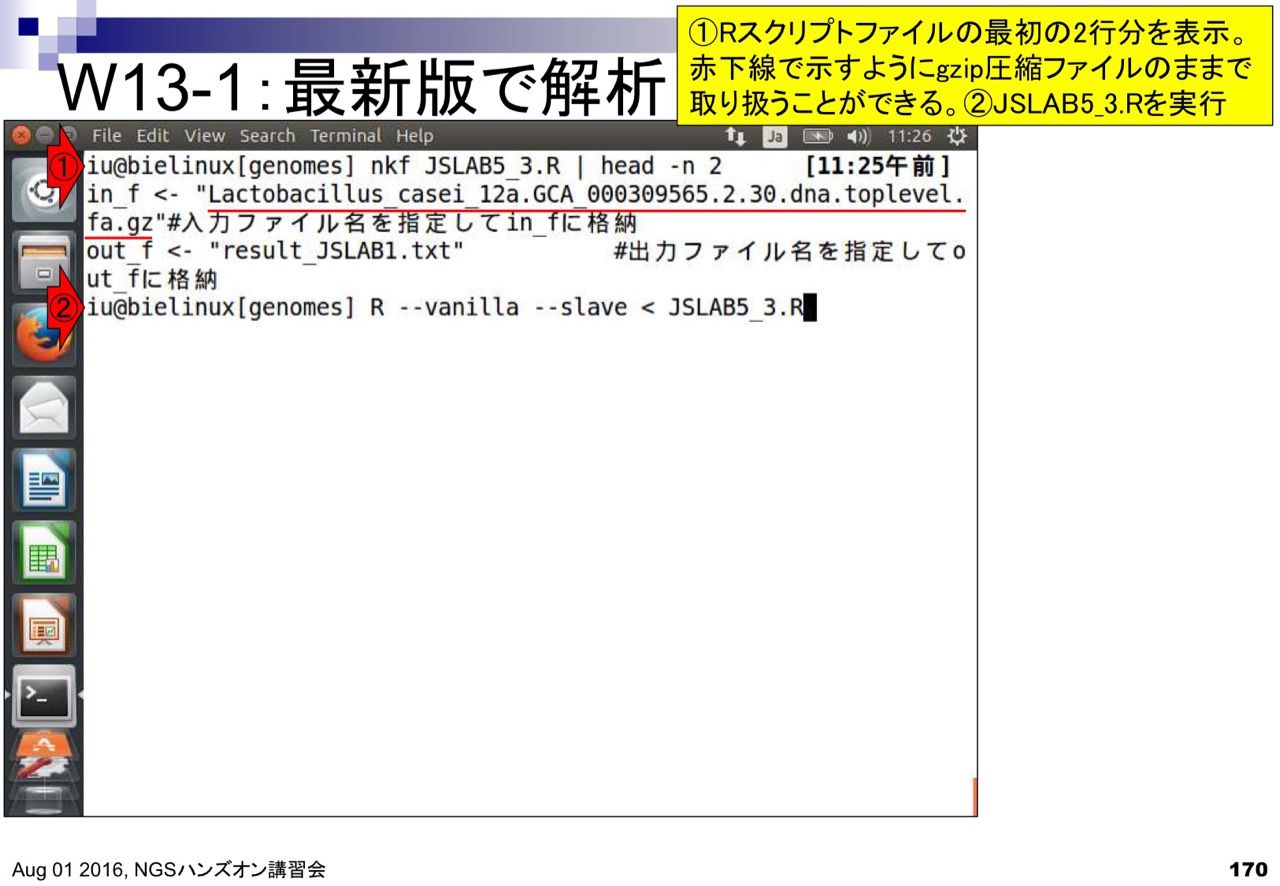 W13-1：最新版で解析
①Rスクリプトファイルの最初の2行分を表示。
赤下線で示すようにgzip圧縮ファイルのままで
取り扱うことができる。②JSLAB5_3.Rを実行
File Edit View Search Terminal Help
Ja
11:26
①
iu@bielinux[genomes] nkf JSLAB5_3.R | head -n 2 [11:25午前]
in_f <- "Lactobacillus_casei_12a.GCA_000309565.2.30.dna.toplevel.
fa.gz"#入力ファイル名を指定してin_fに格納
out_f <- "result_JSLAB1.txt" #出力ファイル名を指定してo
ut_fに格納
②
iu@bielinux[genomes] R --vanilla --slave < JSLAB5_3.R
Aug 01 2016, NGSハンズオン講習会
170